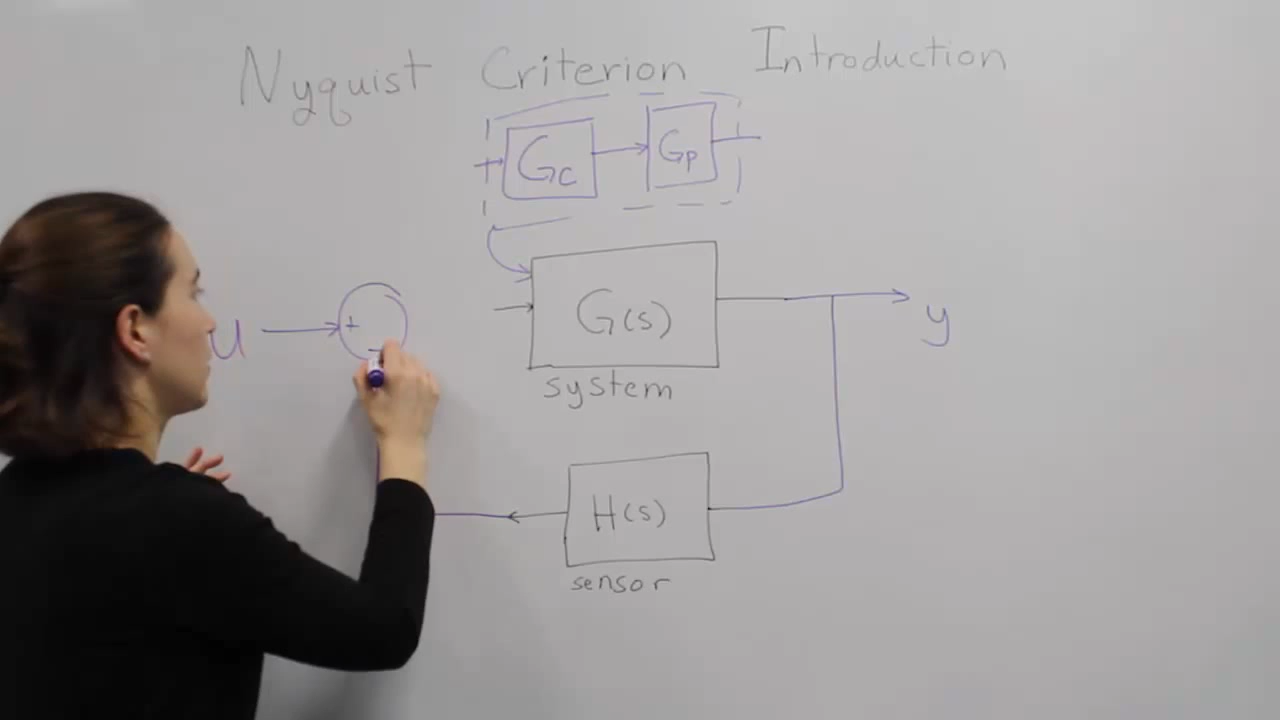 Nyquist Criterion Introduction
Gc Gp
G(s)
u + - y
system
H(s)
sensor